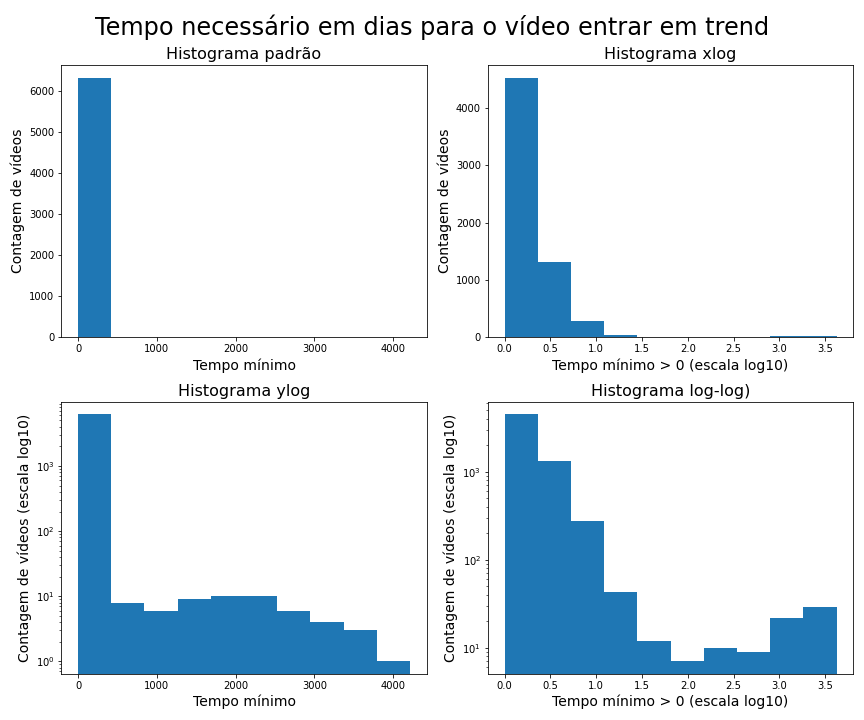 Tempo necessário em dias para o vídeo entrar em trend
Histograma padrão
Contagem de vídeos
6000
5000
4000
3000
2000
1000
0
0 1000 2000 3000 4000
Tempo mínimo
Histograma xlog
Contagem de vídeos
4000
3000
2000
1000
0
0.0 0.5 1.0 1.5 2.0 2.5 3.0 3.5
Tempo mínimo > 0 (escala log10)
Histograma ylog
Contagem de vídeos (escala log10)
10³
10²
10¹
10⁰
0 1000 2000 3000 4000
Tempo mínimo
Histograma log-log)
Contagem de vídeos (escala log10)
10³
10²
10¹
0.0 0.5 1.0 1.5 2.0 2.5 3.0 3.5
Tempo mínimo > 0 (escala log10)